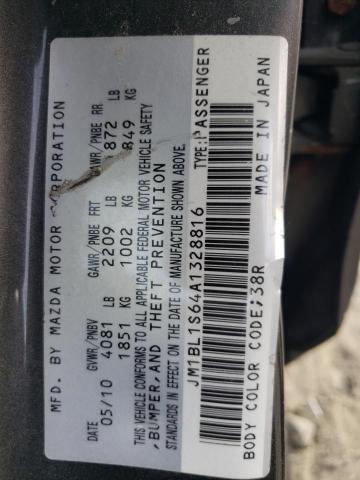 MFD. BY MAZDA MOTOR CORPORATION
GVWR/PNBV GAWR/PNBE FRT GAWR/PNBE RR
DATE 4081 LB 2209 LB 1872 LB
05/10 1851 KG 1002 KG 849 KG
THIS VEHICLE CONFORMS TO ALL APPLICABLE FEDERAL MOTOR VEHICLE SAFETY
,BUMPER,AND THEFT PREVENTION
STANDARDS IN EFFECT ON THE DATE OF MANUFACTURE SHOWN ABOVE.
JM1BL1S64A1328816 TYPE:PASSENGER
BODY COLOR CODE;38R MADE IN JAPAN